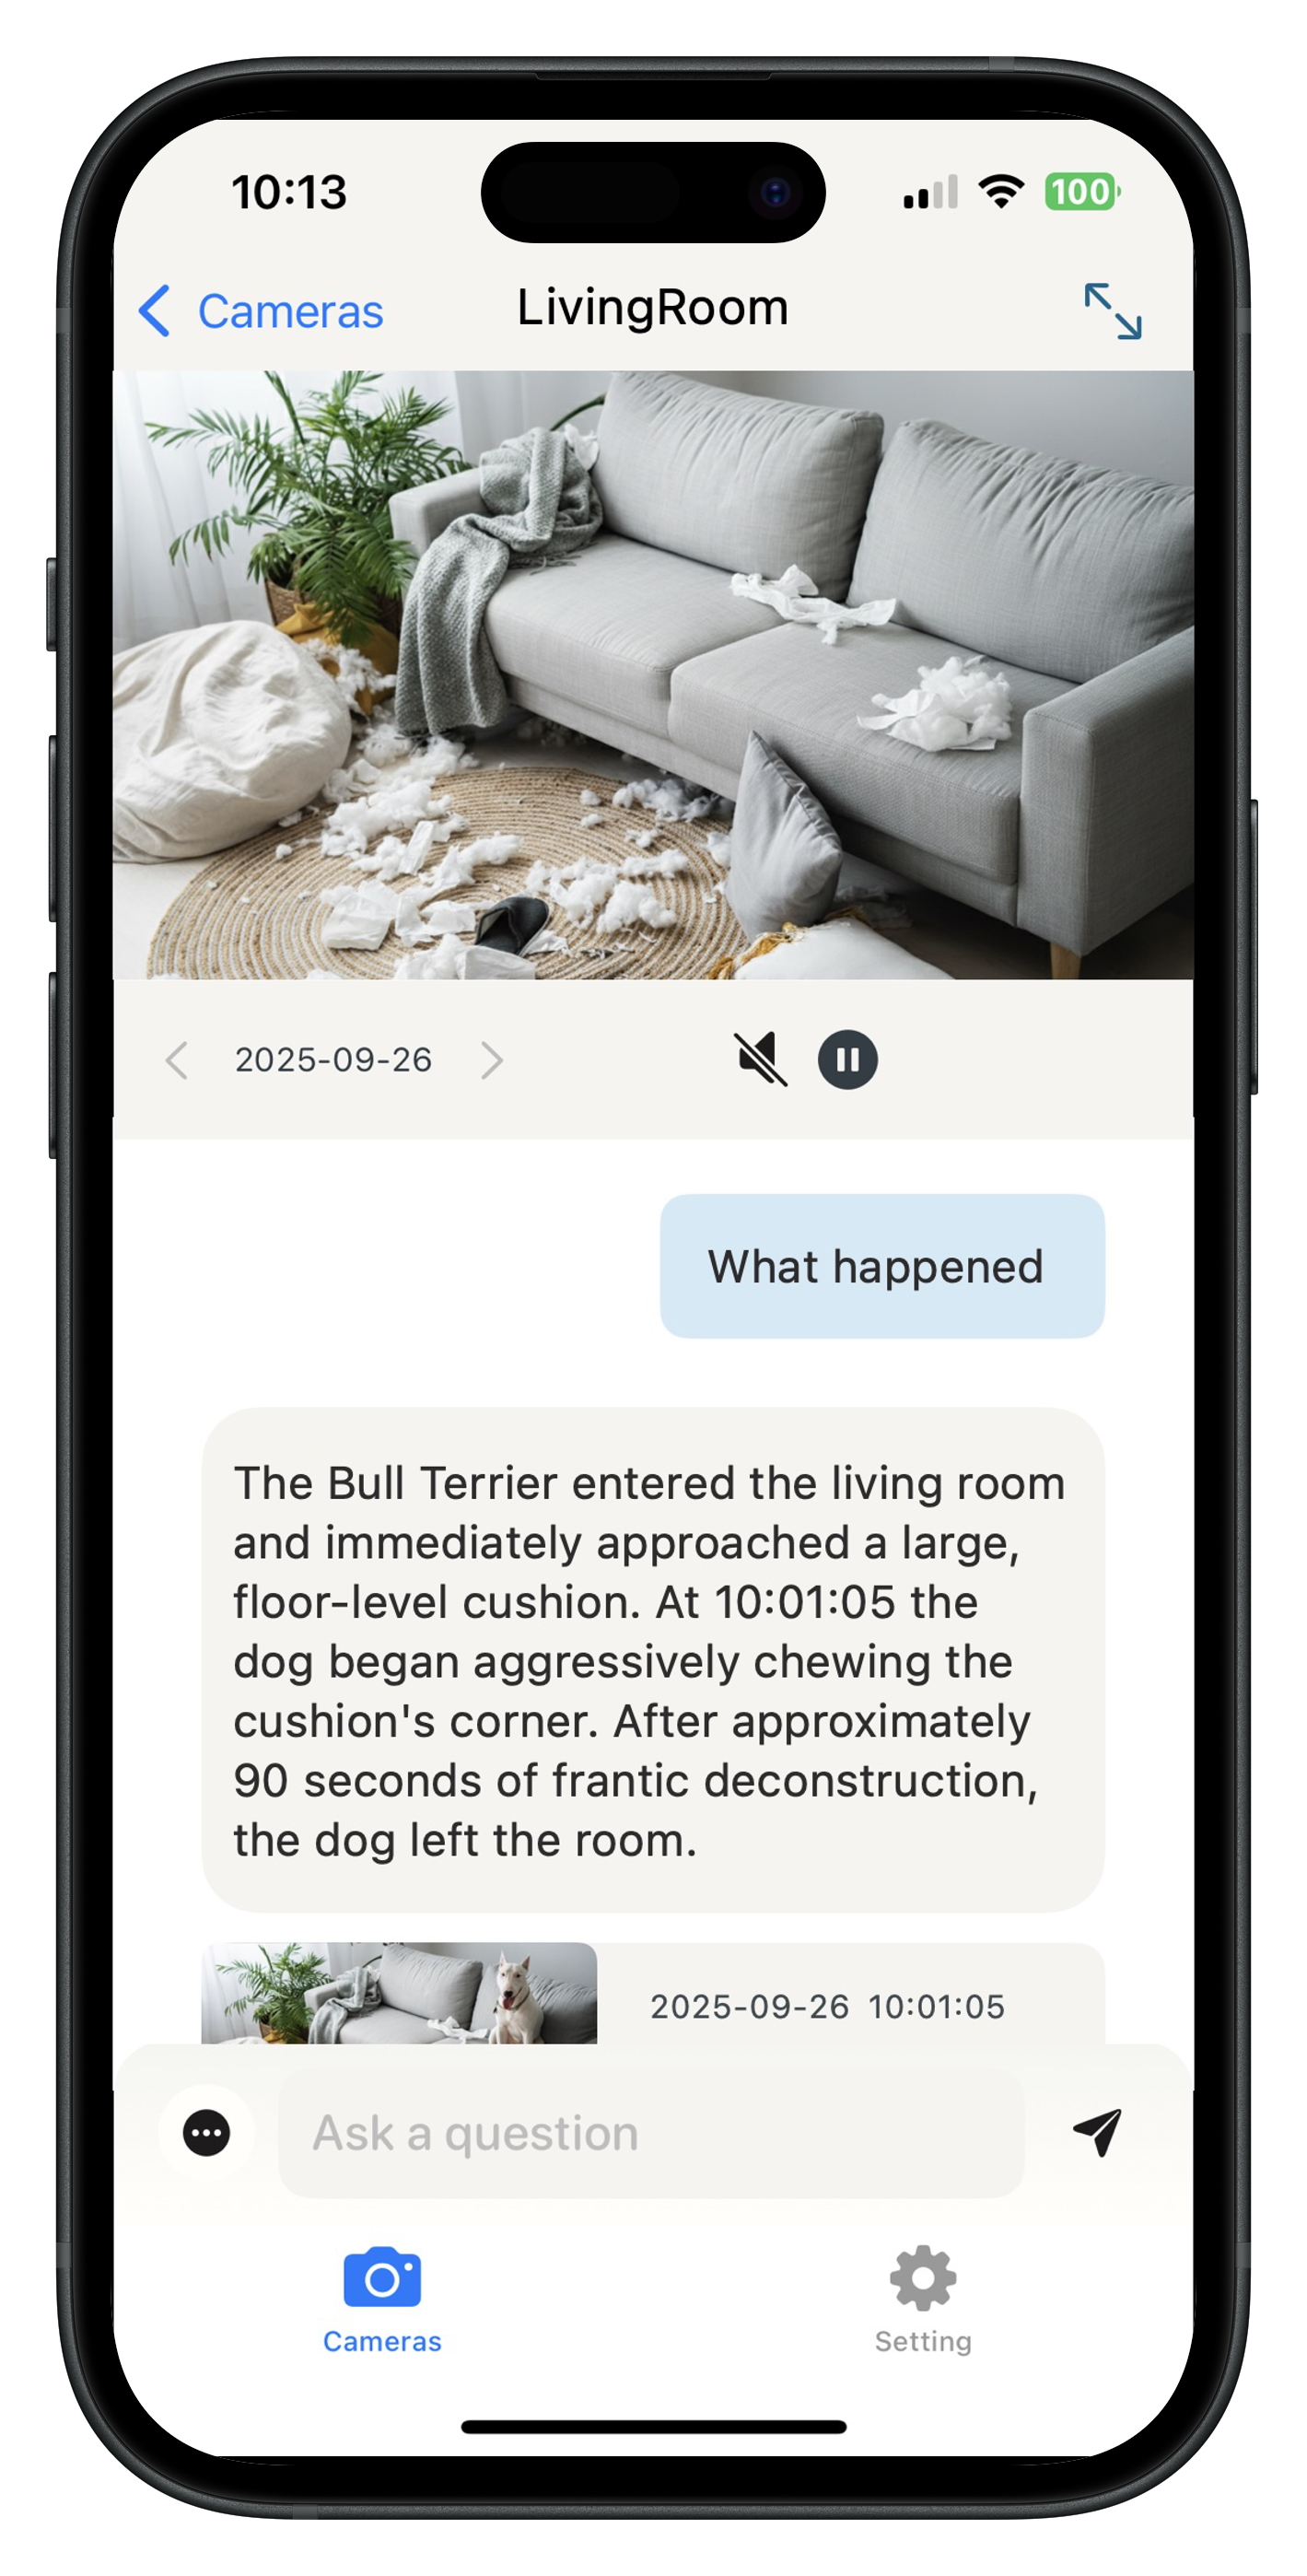 10:13
100
Cameras
LivingRoom
2025-09-26
What happened
The Bull Terrier entered the living room
and immediately approached a large,
floor-level cushion. At 10:01:05 the
dog began aggressively chewing the
cushion's corner. After approximately
90 seconds of frantic deconstruction,
the dog left the room.
2025-09-26 10:01:05
Ask a question
Cameras
Setting